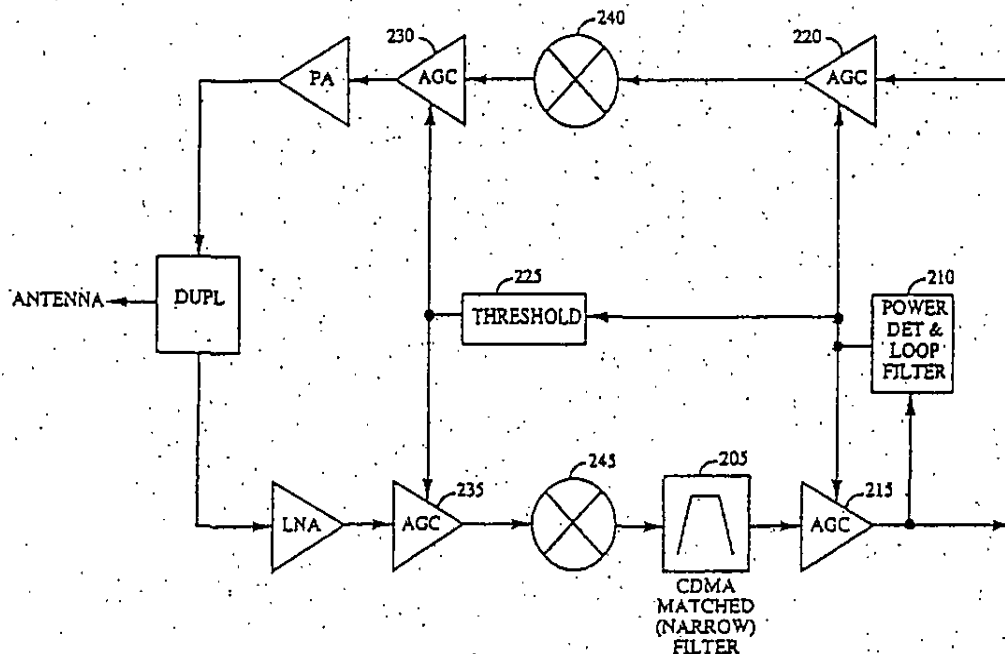 240
230
220
PA
AGC
AGC
225
210
ANTENNA
DUPL
THRESHOLD
POWER
DET &
LOOP
FILTER
235
245
205
215
LNA
AGC
AGC
CDMA
MATCHED
(NARROW)
FILTER